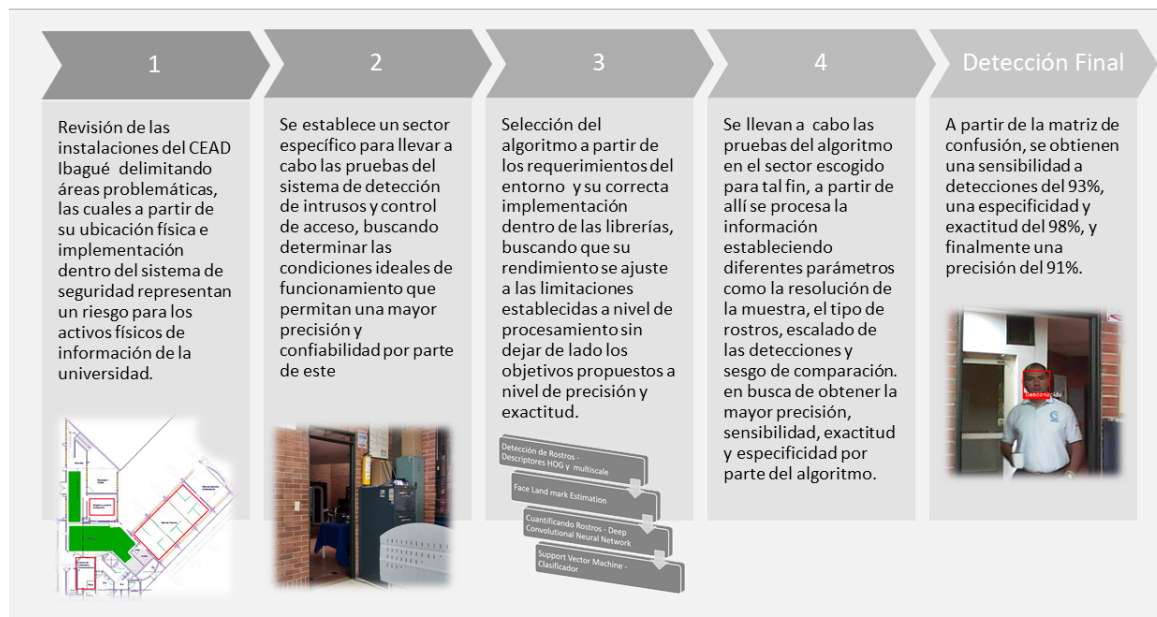 1
Revisión de las
instalaciones del CEAD
Ibagué delimitando
áreas problemáticas,
las cuales a partir de
su ubicación física e
implementación
dentro del sistema de
seguridad representan
un riesgo para los
activos físicos de
información de la
universidad.
2
Se establece un sector
específico para llevar a
cabo las pruebas del
sistema de detección
de intrusos y control
de acceso, buscando
determinar las
condiciones ideales de
funcionamiento que
permitan una mayor
precisión y
confiabilidad por parte
de este
3
Selección del
algoritmo a partir de
los requerimientos del
entorno y su correcta
implementación
dentro de las librerías,
buscando que su
rendimiento se ajuste
a las limitaciones
establecidas a nivel de
procesamiento sin
dejar de lado los
objetivos propuestos a
nivel de precisión y
exactitud.
Detección de Rostros -
Descriptores HOG y multiscale
Face Land mark Estimation
Cuantificando Rostros - Deep
Convolutional Neural Network
Support Vector Machine -
Clasificador
4
Se llevan a cabo las
pruebas del algoritmo
en el sector escogido
para tal fin, a partir de
allí se procesa la
información
estableciendo
diferentes parámetros
como la resolución de
la muestra, el tipo de
rostros, escalado de
las detecciones y
sesgo de comparación.
en busca de obtener la
mayor precisión,
sensibilidad, exactitud
y especificidad por
parte del algoritmo.
Detección Final
A partir de la matriz de
confusión, se obtienen
una sensibilidad a
detecciones del 93%,
una especificidad y
exactitud del 98%, y
finalmente una
precisión del 91%.
Desconocido